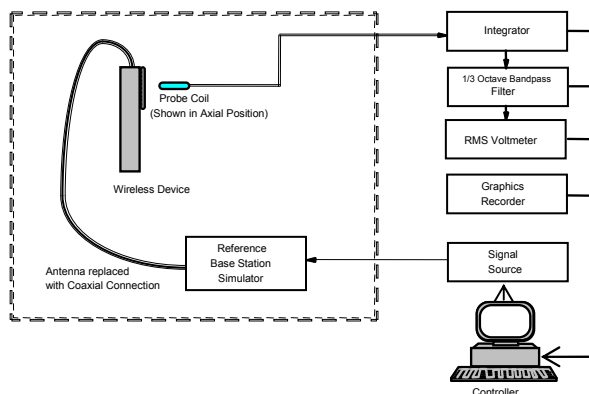 Integrator
1/3 Octave Bandpass
Filter
RMS Voltmeter
Graphics
Recorder
Signal
Source
Controller
Probe Coil
(Shown in Axial Position)
Wireless Device
Reference
Base Station
Simulator
Antenna replaced
with Coaxial Connection